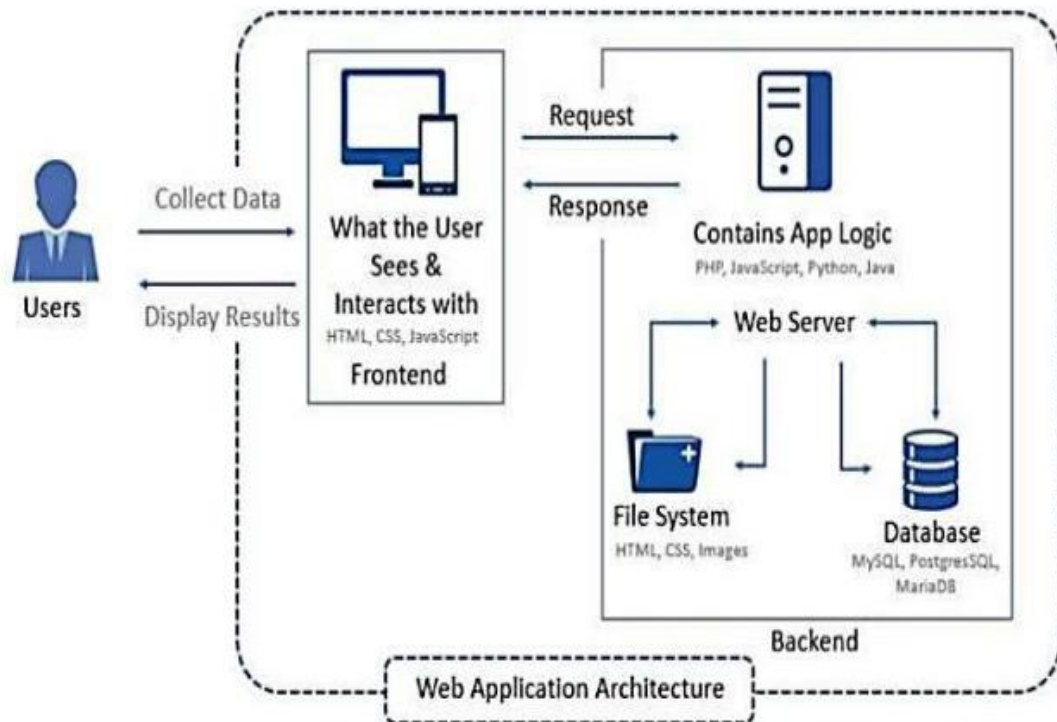 Users
Collect Data
Display Results
What the User
Sees &
Interacts with
HTML, CSS, JavaScript
Frontend
Request
Response
Contains App Logic
PHP, JavaScript, Python, Java
Web Server
File System
HTML, CSS, Images
Database
MySQL, PostgresSQL,
MariaDB
Backend
Web Application Architecture